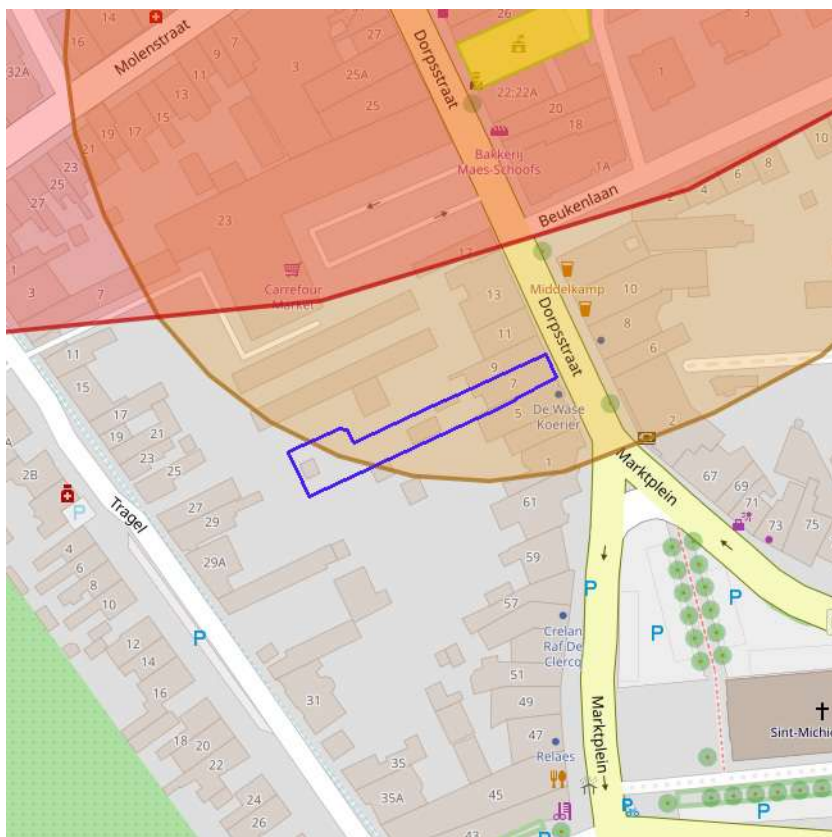 14
16
27
9
7
3
32A
Molenstraat
11
13
15
17
19
21
23
25
27
25A
25
Dorpsstraat
22;22A
20
18
1
3
1A
Bakkerij
Maes-Schoofs
Beukenlaan
2
4
6
8
10
23
1
3
7
Carrefour
Market
17
13
11
9
7
5
Dorpsstraat
Middelkamp
10
8
6
2
De Wase
Koerier
1
11
15
17
19
21
23
25
27
29
29A
2B
P
Tragel
4
6
8
10
12
14
16
18
20
22
24
26
P
31
35
35A
61
59
57
51
49
47
45
43
Marktplein
67
69
71
73
75
P
P
P
Crelan
Raf De
Clercq
Marktplein
Relaes
Sint-Michie
P
P
P